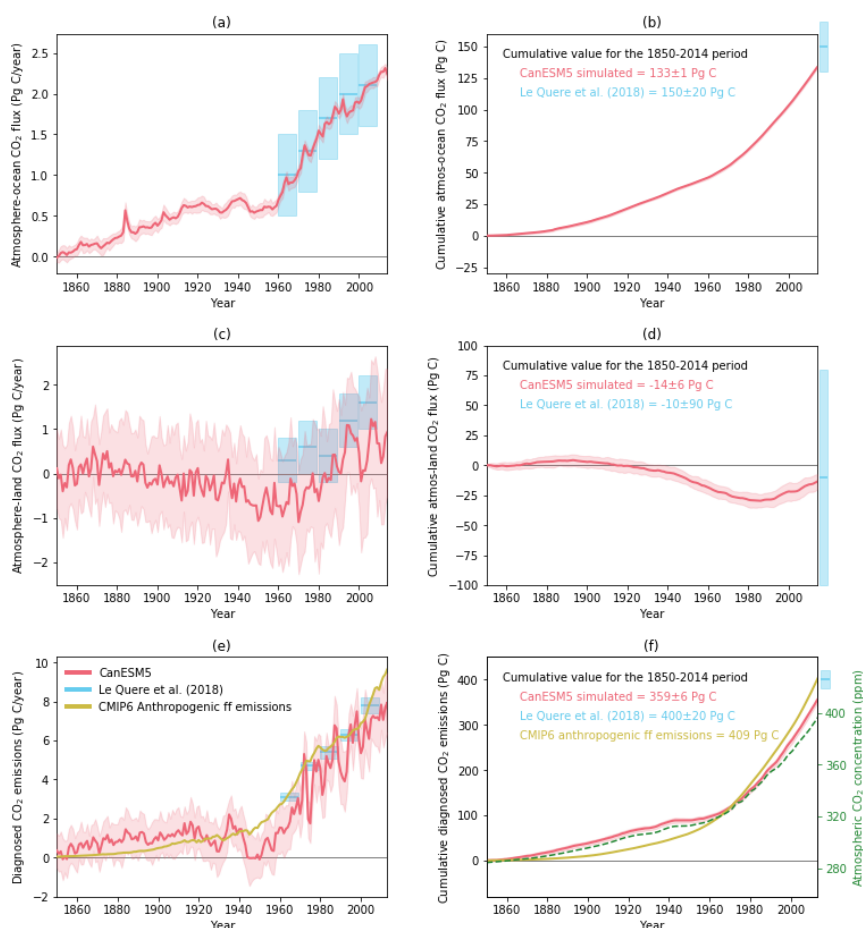 (a)
2.5
2.0
1.5
1.0
0.5
0.0
Atmosphere-ocean CO₂ flux (Pg C/year)
1860 1880 1900 1920 1940 1960 1980 2000
Year
(b)
150
125
100
75
50
25
0
−25
Cumulative atmos-ocean CO₂ flux (Pg C)
Cumulative value for the 1850-2014 period
CanESM5 simulated = 133±1 Pg C
Le Quere et al. (2018) = 150±20 Pg C
1860 1880 1900 1920 1940 1960 1980 2000
Year
(c)
2
1
0
−1
−2
Atmosphere-land CO₂ flux (Pg C/year)
1860 1880 1900 1920 1940 1960 1980 2000
Year
(d)
100
75
50
25
0
−25
−50
−75
−100
Cumulative atmos-land CO₂ flux (Pg C)
Cumulative value for the 1850-2014 period
CanESM5 simulated = -14±6 Pg C
Le Quere et al. (2018) = -10±90 Pg C
1860 1880 1900 1920 1940 1960 1980 2000
Year
(e)
10
8
6
4
2
0
−2
Diagnosed CO₂ emissions (Pg C/year)
CanESM5
Le Quere et al. (2018)
CMIP6 Anthropogenic ff emissions
1860 1880 1900 1920 1940 1960 1980 2000
Year
(f)
400
300
200
100
0
Cumulative diagnosed CO₂ emissions (Pg C)
Cumulative value for the 1850-2014 period
CanESM5 simulated = 359±6 Pg C
Le Quere et al. (2018) = 400±20 Pg C
CMIP6 anthropogenic ff emissions = 409 Pg C
400
360
320
280
Atmospheric CO₂ concentration (ppm)
1860 1880 1900 1920 1940 1960 1980 2000
Year